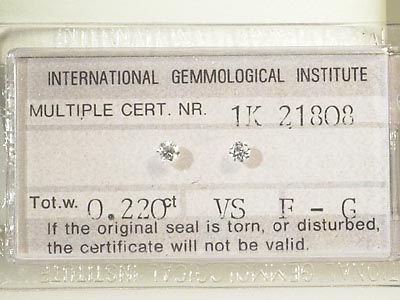 INTERNATIONAL GEMMOLOGICAL INSTITUTE
MULTIPLE CERT. NR. 1K 21808
Tot.w. 0.220ct VS F - G
If the original seal is torn, or disturbed,
the certificate will not be valid.